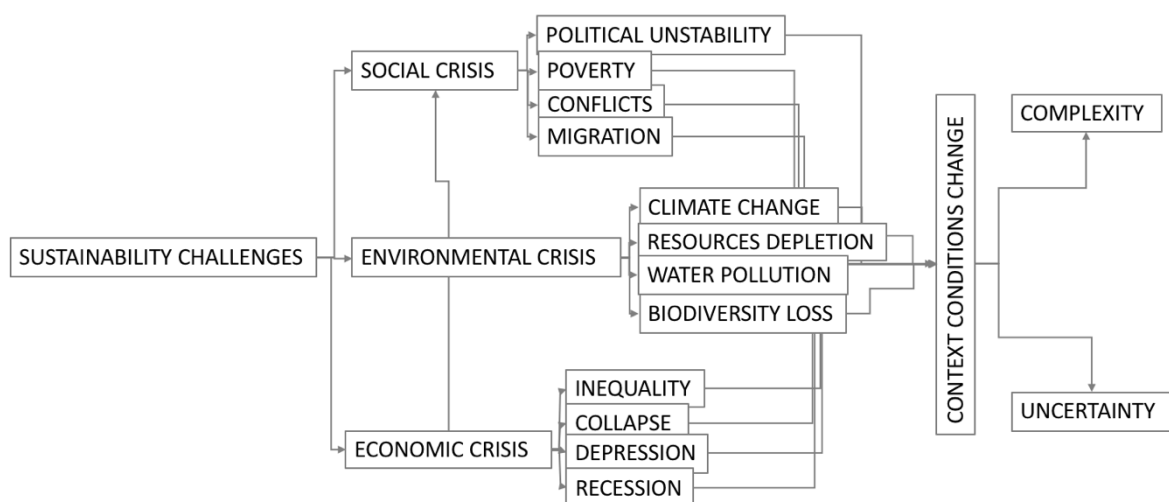 POLITICAL UNSTABILITY
SOCIAL CRISIS
POVERTY
CONFLICTS
MIGRATION
SUSTAINABILITY CHALLENGES
ENVIRONMENTAL CRISIS
CLIMATE CHANGE
RESOURCES DEPLETION
WATER POLLUTION
BIODIVERSITY LOSS
ECONOMIC CRISIS
INEQUALITY
COLLAPSE
DEPRESSION
RECESSION
CONTEXT CONDITIONS CHANGE
COMPLEXITY
UNCERTAINTY